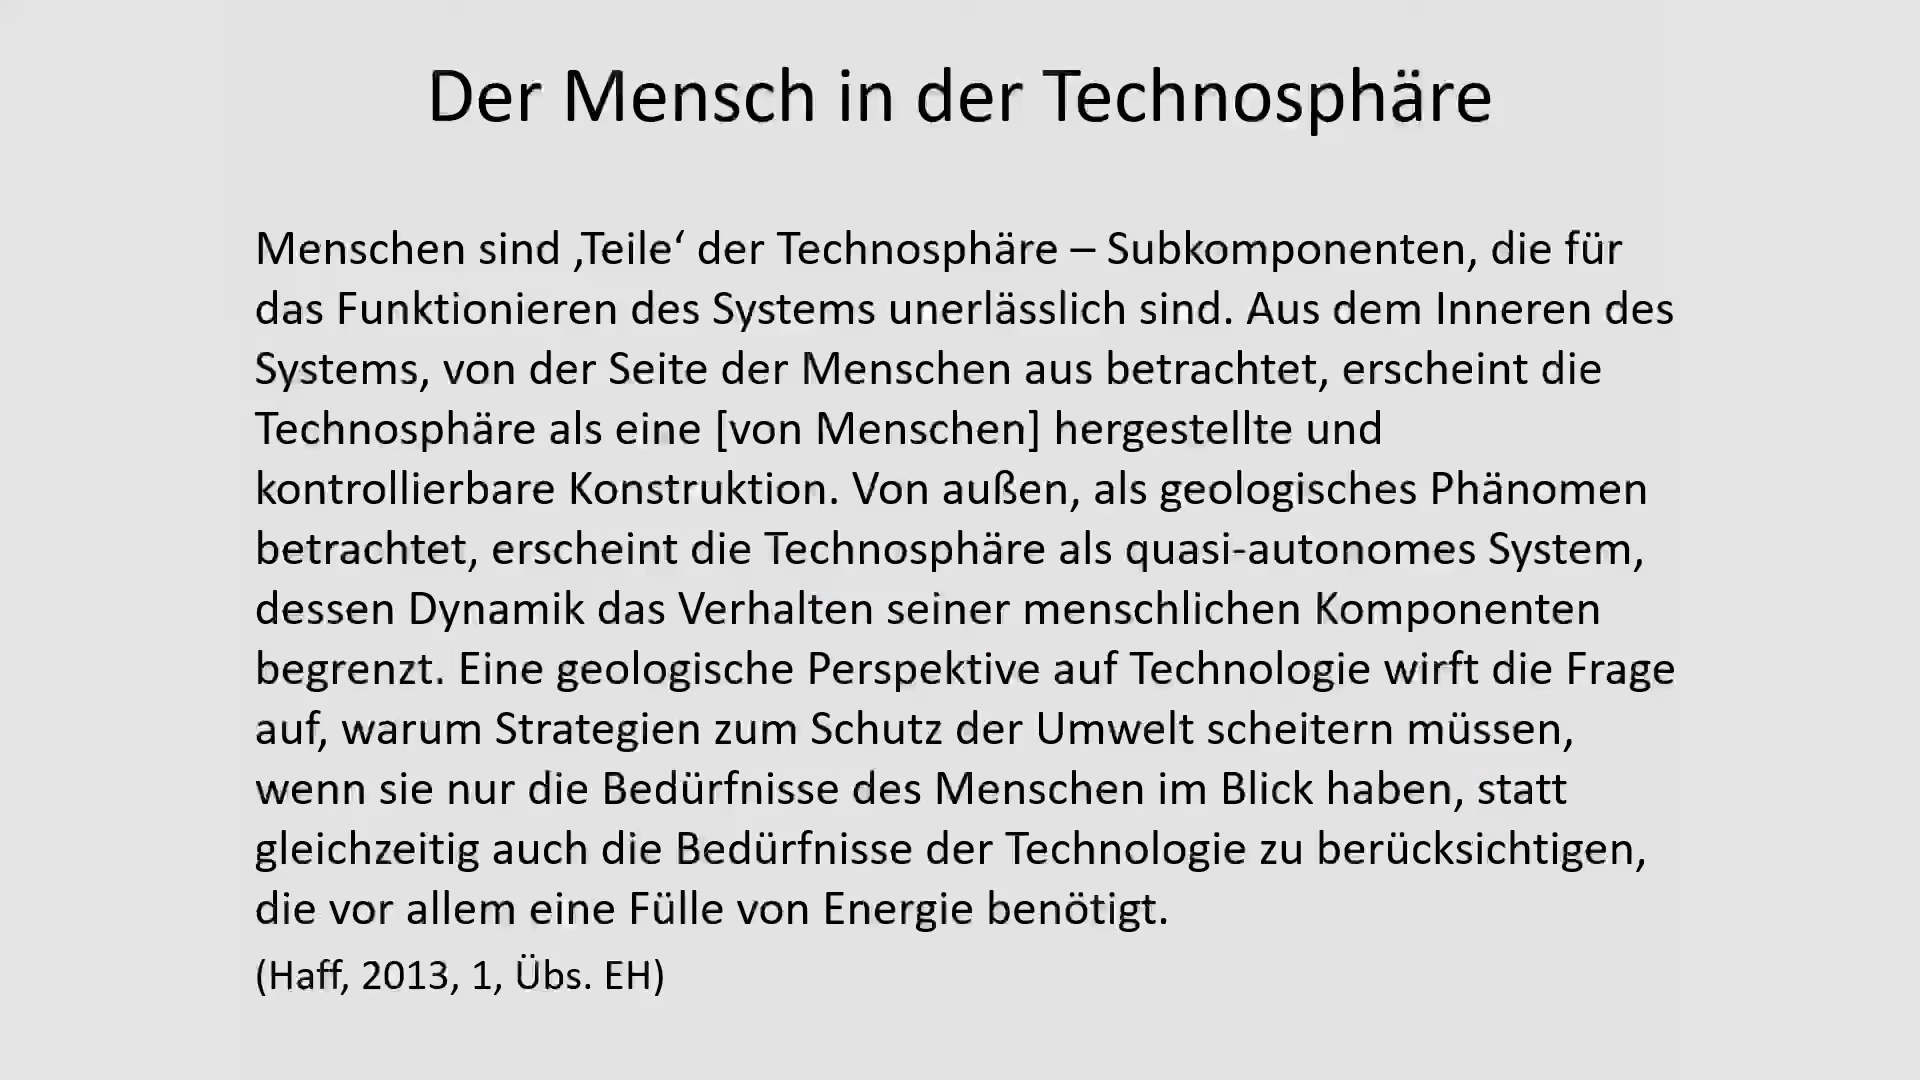 Der Mensch in der Technosphäre
Menschen sind ‚Teile‘ der Technosphäre – Subkomponenten, die für
das Funktionieren des Systems unerlässlich sind. Aus dem Inneren des
Systems, von der Seite der Menschen aus betrachtet, erscheint die
Technosphäre als eine [von Menschen] hergestellte und
kontrollierbare Konstruktion. Von außen, als geologisches Phänomen
betrachtet, erscheint die Technosphäre als quasi-autonomes System,
dessen Dynamik das Verhalten seiner menschlichen Komponenten
begrenzt. Eine geologische Perspektive auf Technologie wirft die Frage
auf, warum Strategien zum Schutz der Umwelt scheitern müssen,
wenn sie nur die Bedürfnisse des Menschen im Blick haben, statt
gleichzeitig auch die Bedürfnisse der Technologie zu berücksichtigen,
die vor allem eine Fülle von Energie benötigt.
(Haff, 2013, 1, Übs. EH)